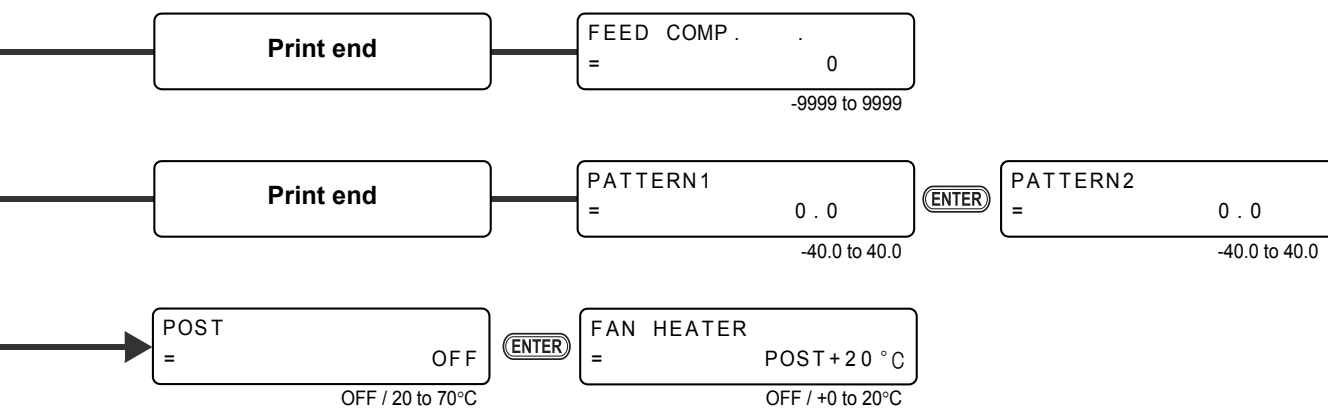 Print end
FEED COMP. .
= 0
-9999 to 9999
Print end
PATTERN1
= 0.0
-40.0 to 40.0
ENTER
PATTERN2
= 0.0
-40.0 to 40.0
POST
= OFF
OFF / 20 to 70°C
ENTER
FAN HEATER
= POST+20°C
OFF / +0 to 20°C